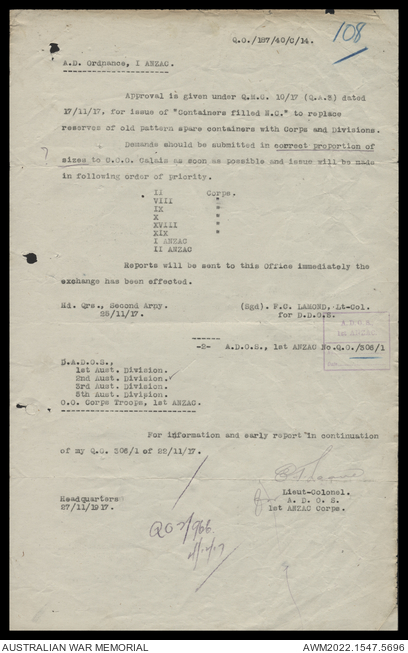 Q.O./187/40/C/14.
108
A.D. Ordnance, I ANZAC.
Approval is given under Q.M.G. 10/17 (Q.A.3) dated
17/11/17. for issue of "Containers filled N.C." to replace
reserves of old pattern spare containers with Corps and Divisions.
Demands should be submitted in correct proportion of
sizes to C.O.O. Calais as soon as possible and issue will be made
in following order of priority.
II Corps.
VIII "
IX "
X "
XVIII "
XIX "
I ANZAC
II ANZAC
Reports will be sent to this Office immediately the
exchange has been effected.
Hd. Qrs., Second Army. (Sgd). F.C. LAMOND, Lt-Col.
25/11/17. for D.D.O.S.
A.D.O.S.
1st ANZAC
-2- A.D.O.S., 1st ANZAC No.Q.O./306/1
D.A.D.O.S.,
1st Aust. Division.
2nd Aust. Division.
3rd Aust. Division.
5th Aust. Division.
O.O. Corps Troops, 1st ANZAC.
For information and early report in continuation
of my Q.O. 306/1 of 22/11/17.
Lieut-Colonel.
Headquarters A. D. O. S.
27/11/1917. 1st ANZAC Corps.
AUSTRALIAN WAR MEMORIAL AWM2022.1547.5696